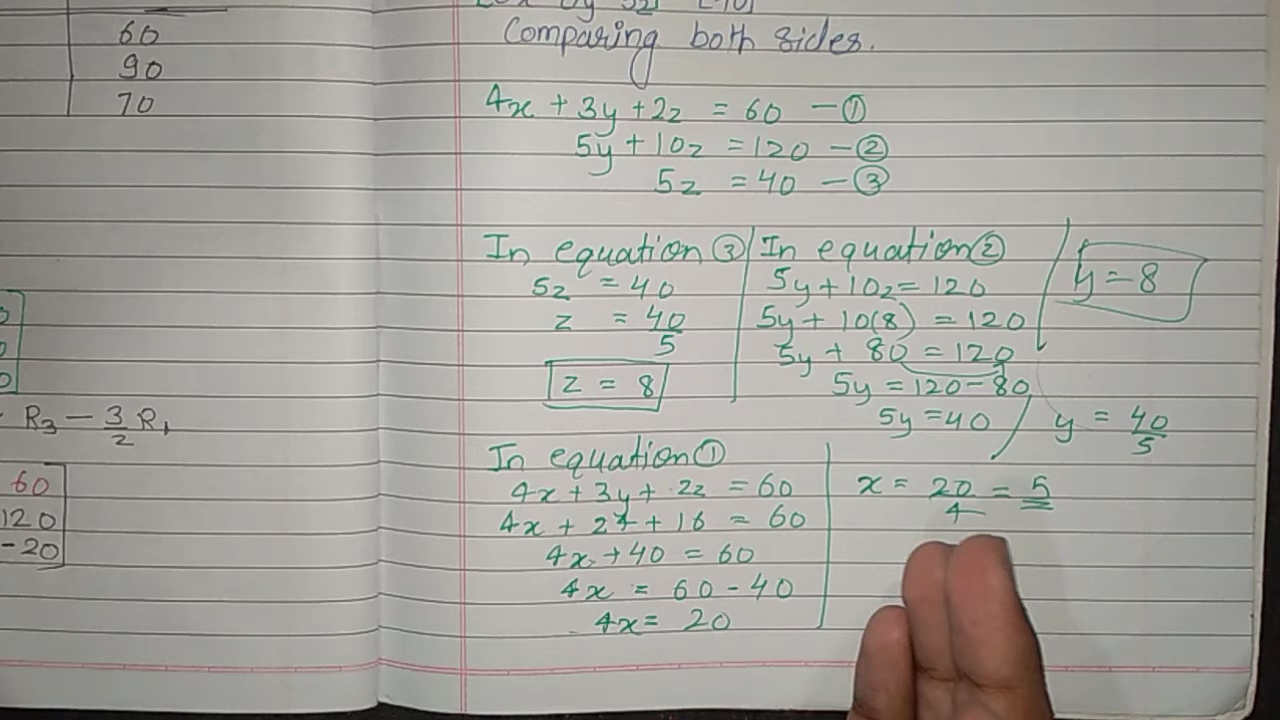 60
90
70
Comparing both sides.
4x + 3y + 2z = 60 — ①
5y + 10z = 120 — ②
5z = 40 — ③
In equation ③
5z = 40
z = 40/5
z = 8
In equation ②
5y + 10z = 120
5y + 10(8) = 120
5y + 80 = 120
5y = 120 - 80
5y = 40
y = 40/5
y = 8
R₃ — 3/2 R₁
60
120
-20
In equation ①
4x + 3y + 2z = 60
4x + 24 + 16 = 60
4x + 40 = 60
4x = 60 - 40
4x = 20
x = 20/4 = 5